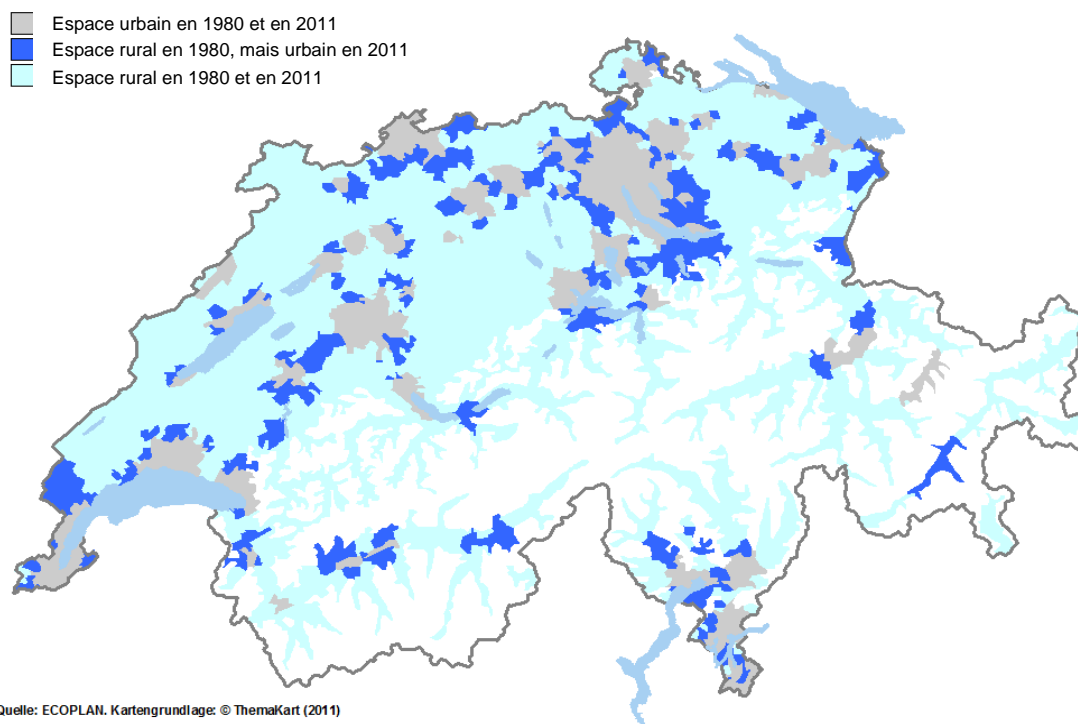 Espace urbain en 1980 et en 2011
Espace rural en 1980, mais urbain en 2011
Espace rural en 1980 et en 2011
Quelle: ECOPLAN. Kartengrundlage: © ThemaKart (2011)